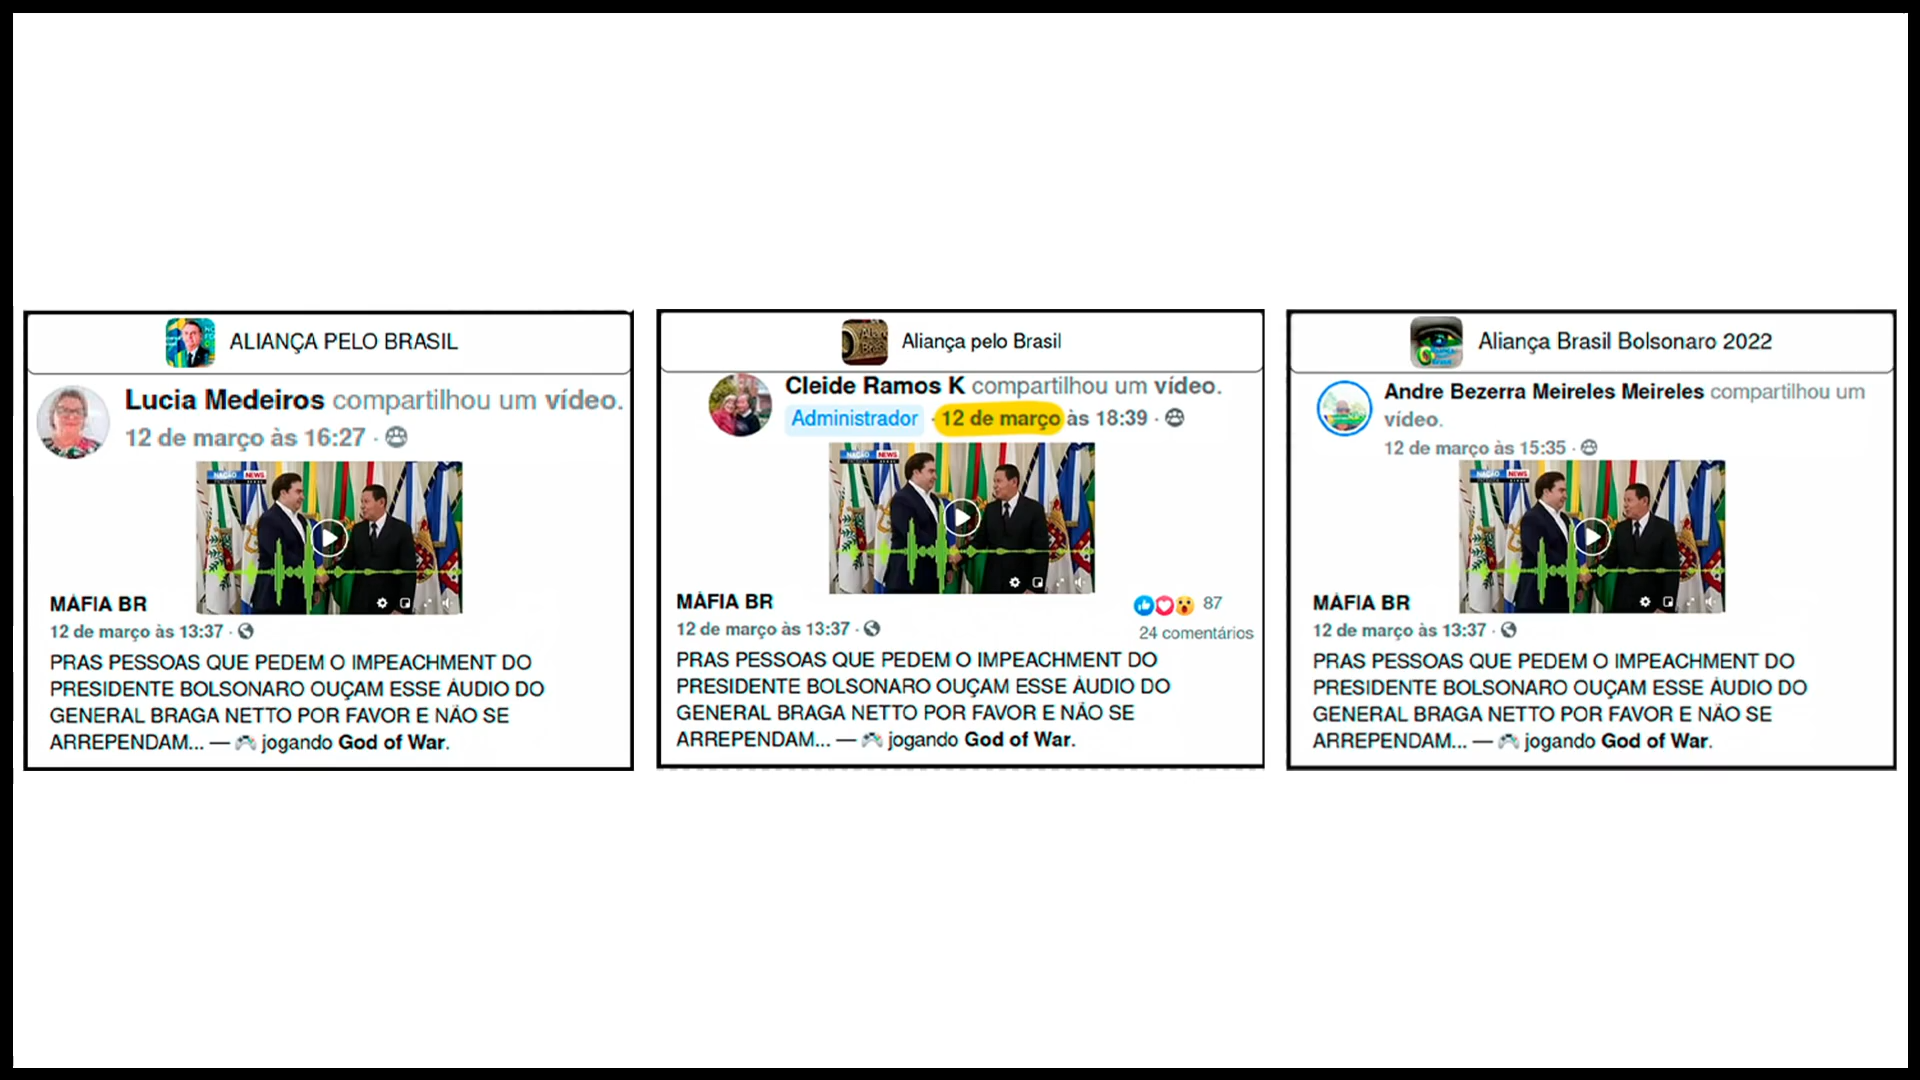 ALIANÇA PELO BRASIL
Lucia Medeiros compartilhou um vídeo.
12 de março às 16:27 ·
NAÇÃO NEWS
MÁFIA BR
12 de março às 13:37 ·
PRAS PESSOAS QUE PEDEM O IMPEACHMENT DO
PRESIDENTE BOLSONARO OUÇAM ESSE ÁUDIO DO
GENERAL BRAGA NETTO POR FAVOR E NÃO SE
ARREPENDAM... — 🎮 jogando God of War.
Aliança pelo Brasil
Cleide Ramos K compartilhou um vídeo.
Administrador · 12 de março às 18:39 ·
NAÇÃO NEWS
MÁFIA BR
87
12 de março às 13:37 ·
24 comentários
PRAS PESSOAS QUE PEDEM O IMPEACHMENT DO
PRESIDENTE BOLSONARO OUÇAM ESSE ÁUDIO DO
GENERAL BRAGA NETTO POR FAVOR E NÃO SE
ARREPENDAM... — 🎮 jogando God of War.
Aliança Brasil Bolsonaro 2022
Andre Bezerra Meireles Meireles compartilhou um
vídeo.
12 de março às 15:35 ·
NAÇÃO NEWS
MÁFIA BR
12 de março às 13:37 ·
PRAS PESSOAS QUE PEDEM O IMPEACHMENT DO
PRESIDENTE BOLSONARO OUÇAM ESSE ÁUDIO DO
GENERAL BRAGA NETTO POR FAVOR E NÃO SE
ARREPENDAM... — 🎮 jogando God of War.